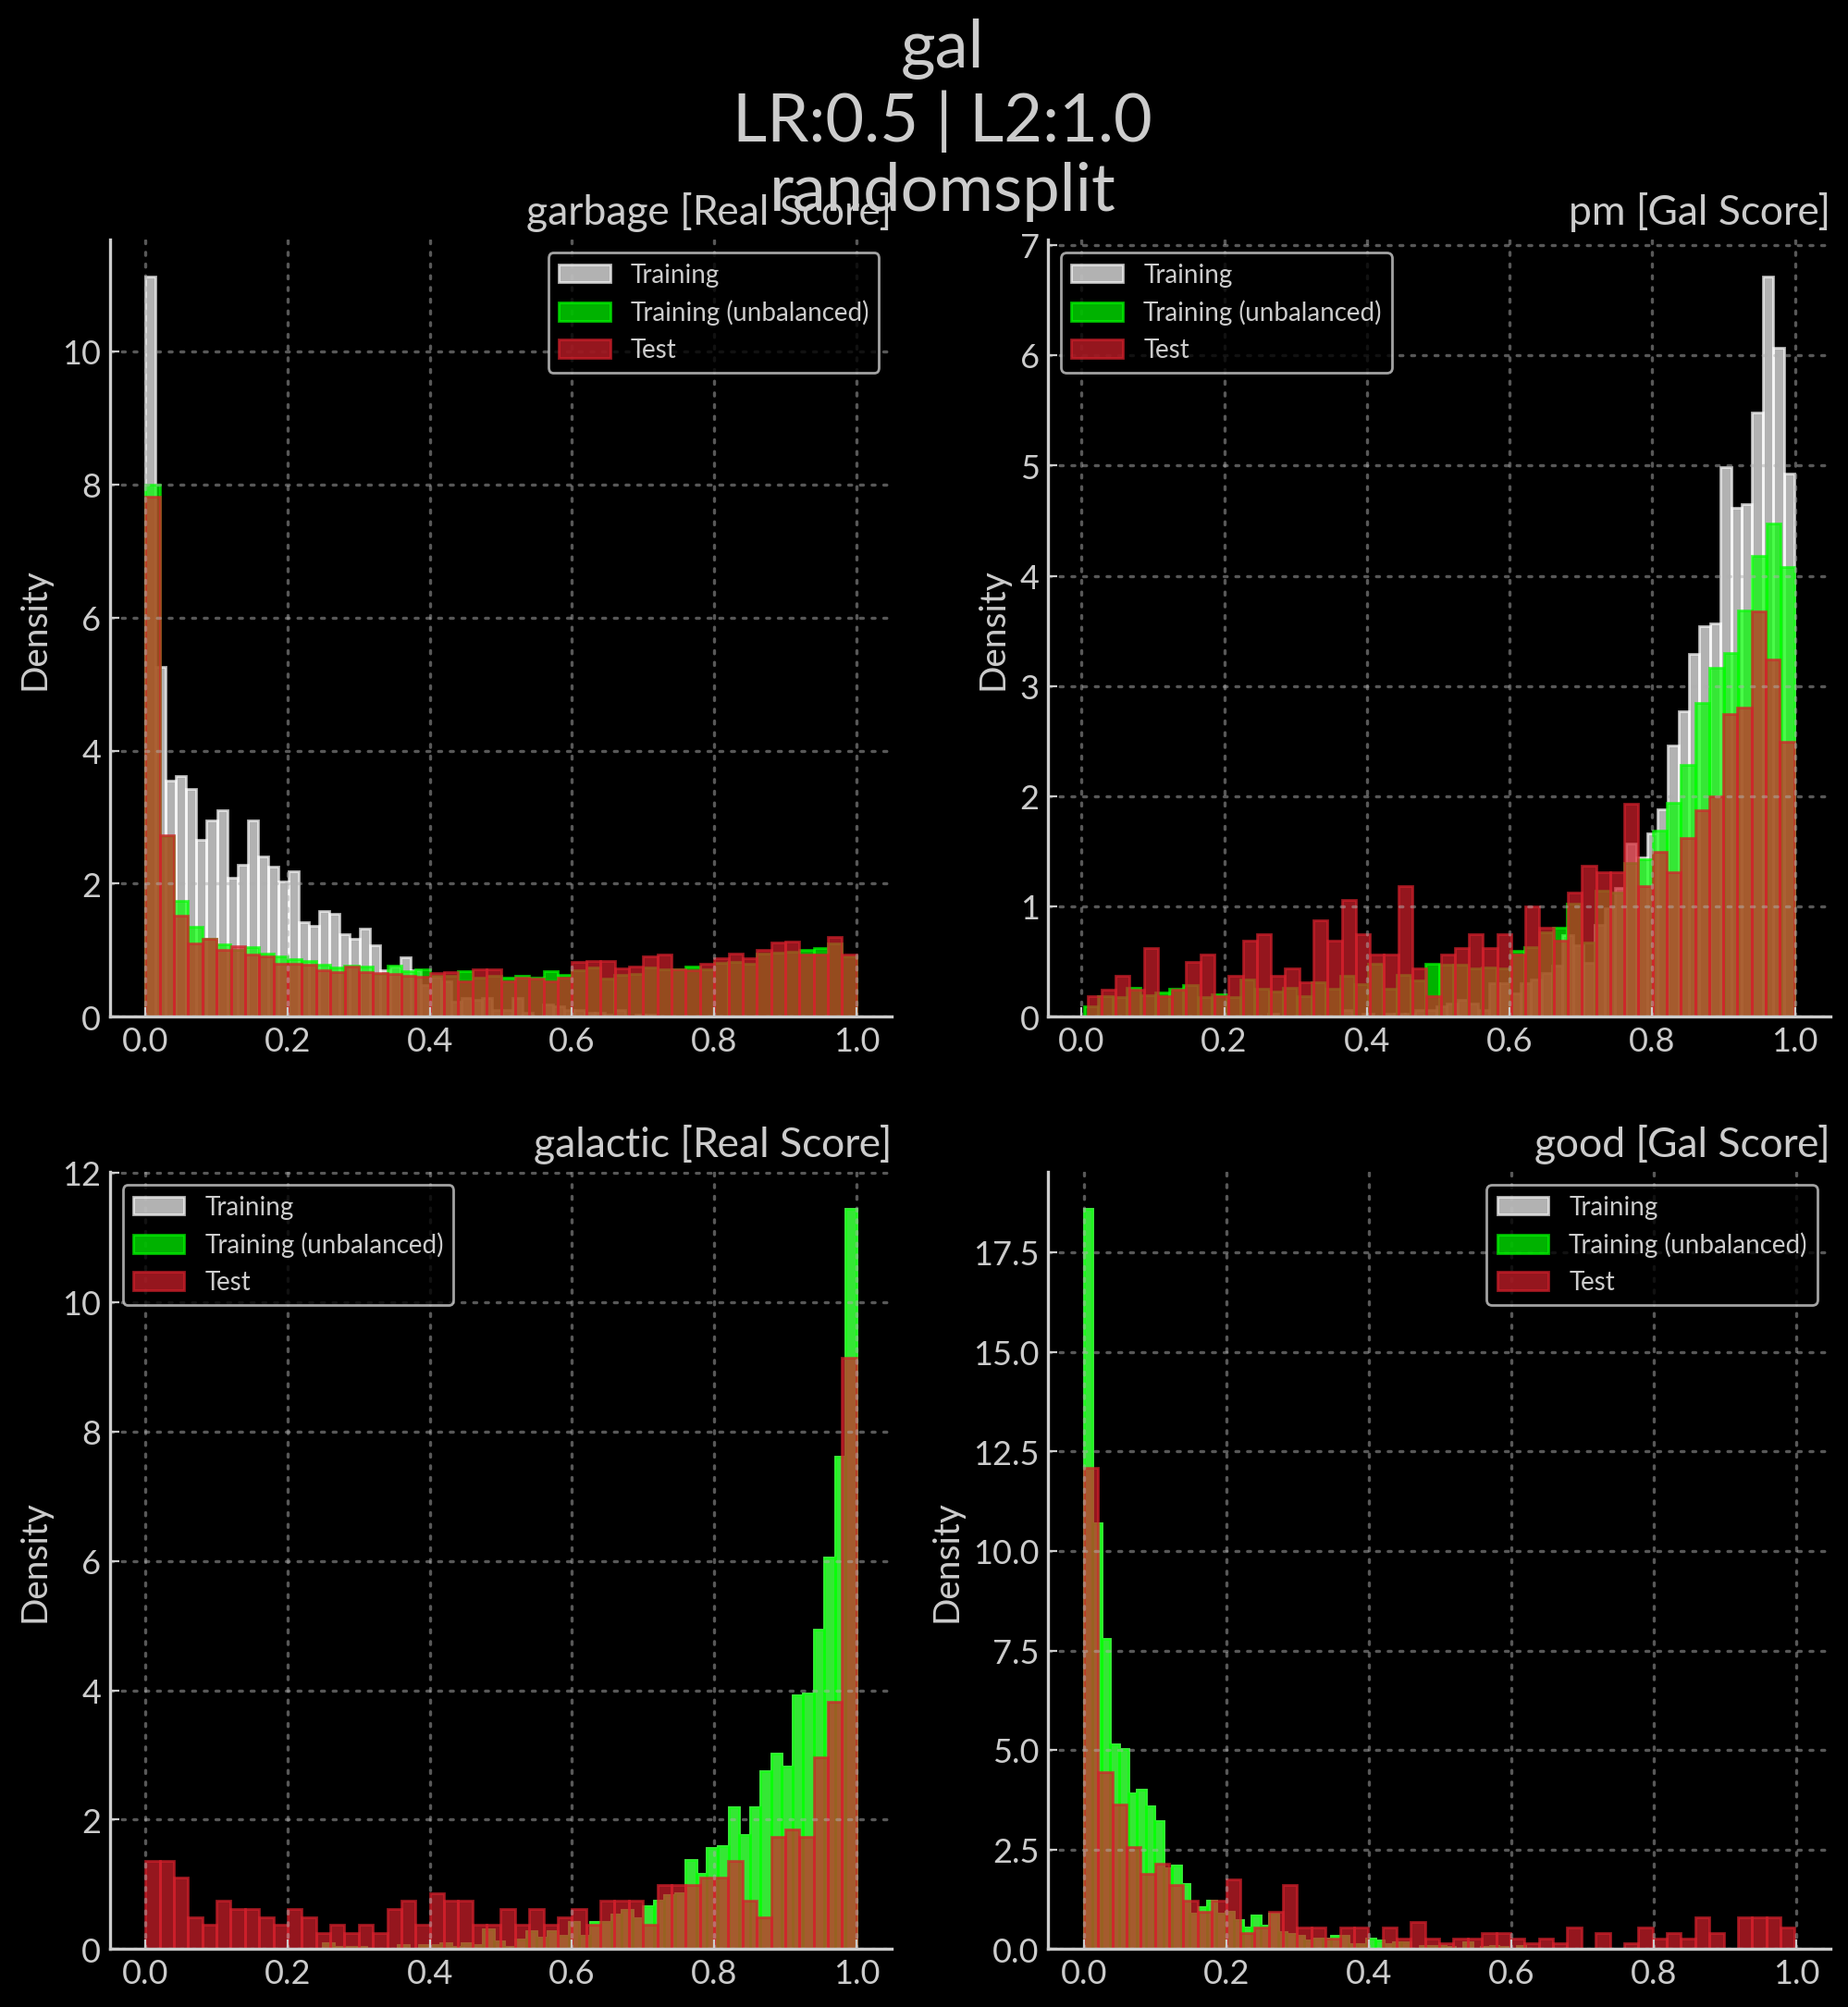 gal
LR:0.5 | L2:1.0
randomsplit
garbage [Real Score]
Training
Training (unbalanced)
Test
Density
10
8
6
4
2
0
0.0 0.2 0.4 0.6 0.8 1.0
pm [Gal Score]
Training
Training (unbalanced)
Test
Density
7
6
5
4
3
2
1
0
0.0 0.2 0.4 0.6 0.8 1.0
galactic [Real Score]
Training
Training (unbalanced)
Test
Density
12
10
8
6
4
2
0
0.0 0.2 0.4 0.6 0.8 1.0
good [Gal Score]
Training
Training (unbalanced)
Test
Density
17.5
15.0
12.5
10.0
7.5
5.0
2.5
0.0
0.0 0.2 0.4 0.6 0.8 1.0